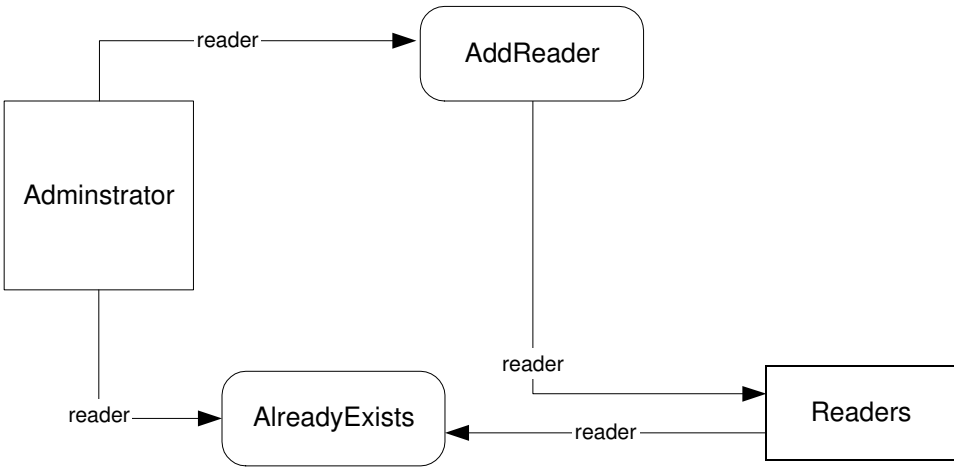 reader
AddReader
Adminstrator
reader
reader
AlreadyExists
reader
Readers